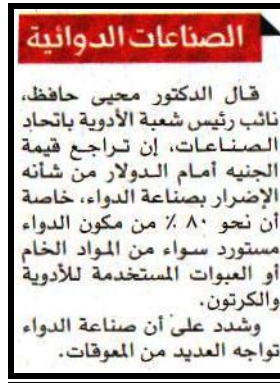 الصناعات الدوائية
قال الدكتور محيى حافظ،
نائب رئيس شعبة الأدوية باتحاد
الصناعات، إن تراجع قيمة
الجنيه أمام الدولار من شأنه
الإضرار بصناعة الدواء، خاصة
أن نحو ٨٠ ٪ من مكون الدواء
مستورد سواء من المواد الخام
أو العبوات المستخدمة للأدوية
والكرتون.
وشدد على أن صناعة الدواء
تواجه العديد من المعوقات.